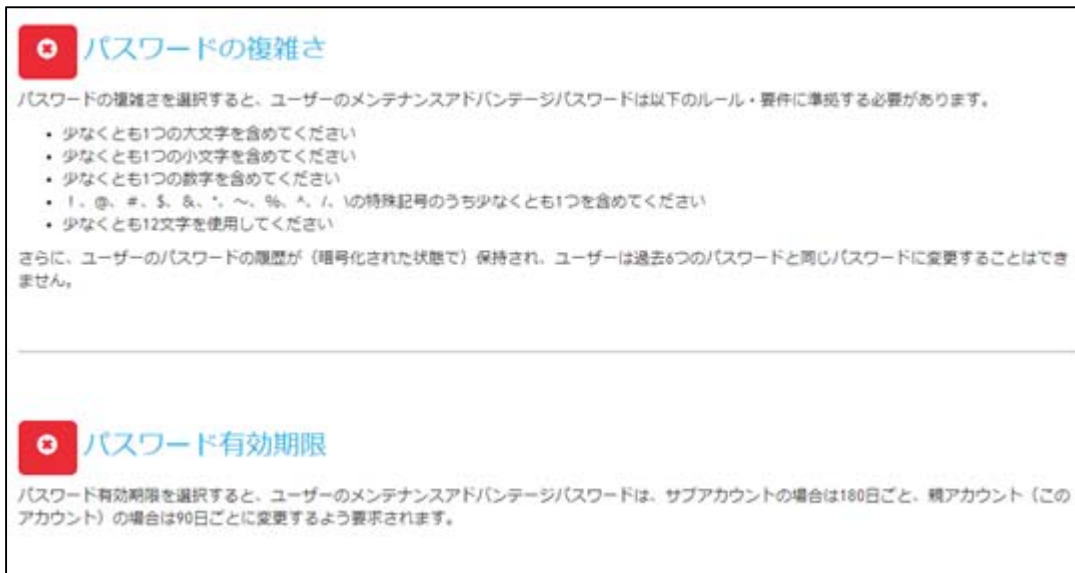 パスワードの複雑さ
パスワードの複雑さを選択すると、ユーザーのメンテナンスアドバンテージパスワードは以下のルール・要件に準拠する必要があります。
• 少なくとも1つの大文字を含めてください
• 少なくとも1つの小文字を含めてください
• 少なくとも1つの数字を含めてください
• !、@、#、$、&、*、～、%、^、/、\の特殊記号のうち少なくとも1つを含めてください
• 少なくとも12文字を使用してください
さらに、ユーザーのパスワードの履歴が（暗号化された状態で）保持され、ユーザーは過去6つのパスワードと同じパスワードに変更することはでき
ません。
パスワード有効期限
パスワード有効期限を選択すると、ユーザーのメンテナンスアドバンテージパスワードは、サブアカウントの場合は180日ごと、親アカウント（この
アカウント）の場合は90日ごとに変更するよう要求されます。